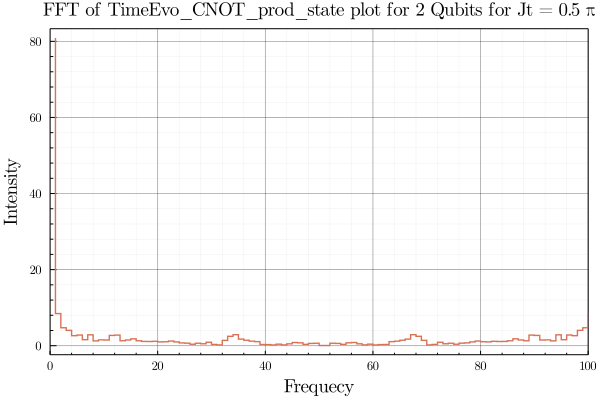 FFT of TimeEvo_CNOT_prod_state plot for 2 Qubits for Jt = 0.5 π
80
60
40
20
0
Intensity
0 20 40 60 80 100
Frequecy